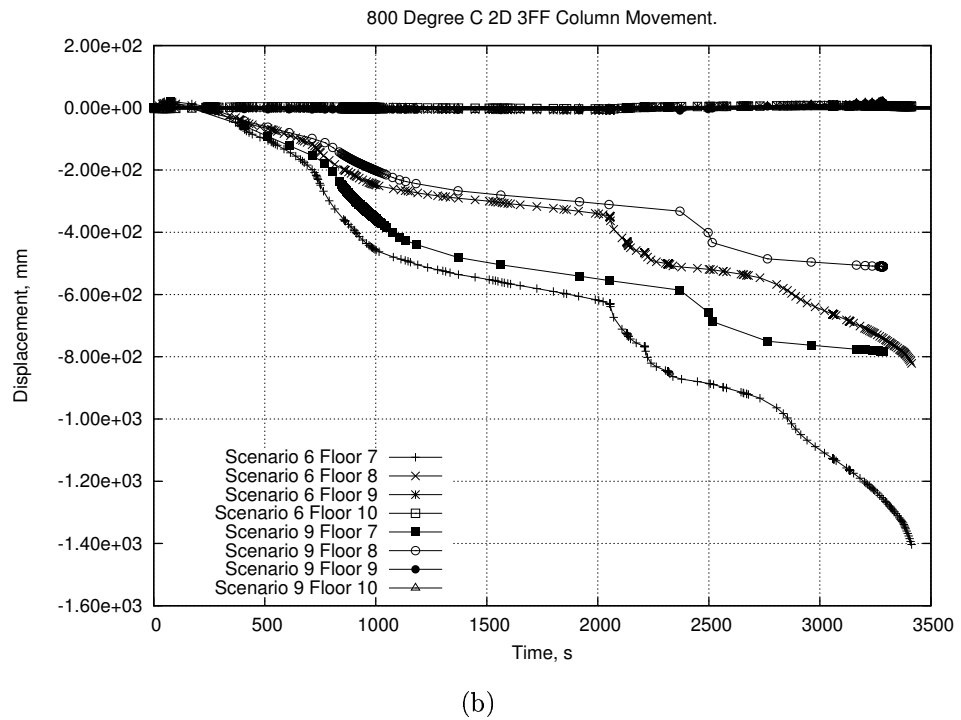 800 Degree C 2D 3FF Column Movement.
2.00e+02
0.00e+00
-2.00e+02
-4.00e+02
-6.00e+02
-8.00e+02
-1.00e+03
-1.20e+03
-1.40e+03
-1.60e+03
Displacement, mm
Scenario 6 Floor 7
Scenario 6 Floor 8
Scenario 6 Floor 9
Scenario 6 Floor 10
Scenario 9 Floor 7
Scenario 9 Floor 8
Scenario 9 Floor 9
Scenario 9 Floor 10
0 500 1000 1500 2000 2500 3000 3500
Time, s
(b)